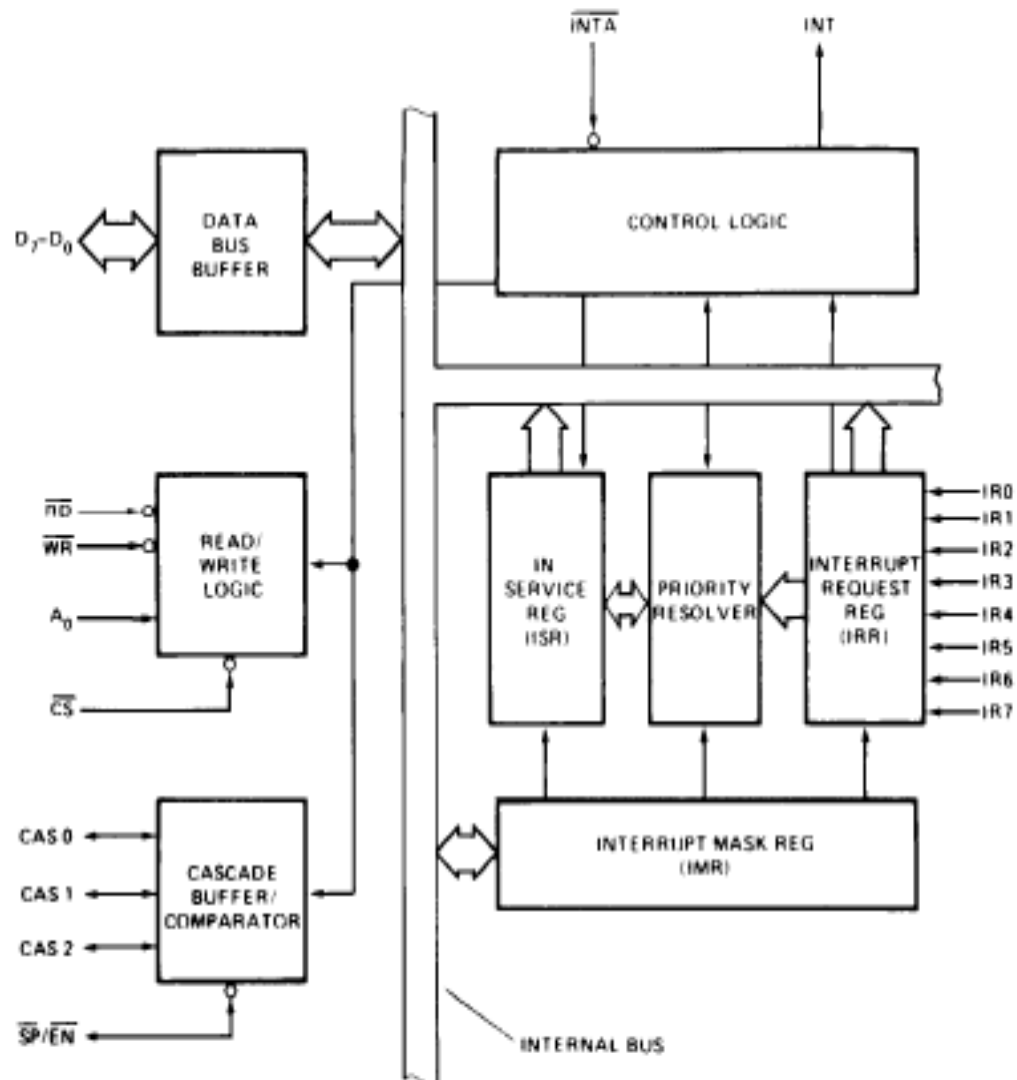 INTA
INT
DATA
BUS
BUFFER
D7-D0
CONTROL LOGIC
RD
WR
A0
CS
READ/
WRITE
LOGIC
IN
SERVICE
REG
(ISR)
PRIORITY
RESOLVER
INTERRUPT
REQUEST
REG
(IRR)
IR0
IR1
IR2
IR3
IR4
IR5
IR6
IR7
CAS 0
CAS 1
CAS 2
SP/EN
CASCADE
BUFFER/
COMPARATOR
INTERRUPT MASK REG
(IMR)
INTERNAL BUS